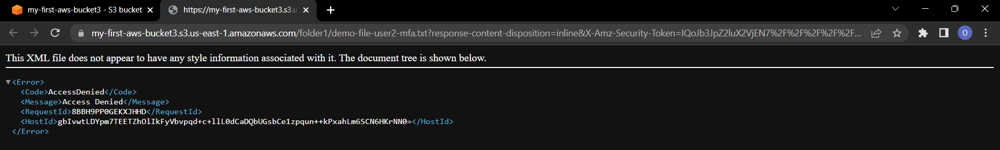 my-first-aws-bucket3 - S3 bucket
https://my-first-aws-bucket3.s3.u
my-first-aws-bucket3.s3.us-east-1.amazonaws.com/folder1/demo-file-user2-mfa.txt?response-content-disposition=inline&X-Amz-Security-Token=IQoJb3JpZ2luX2VjEN7%2F%2F%2F%2F%2F...
O
This XML file does not appear to have any style information associated with it. The document tree is shown below.
▼<Error>
<Code>AccessDenied</Code>
<Message>Access Denied</Message>
<RequestId>8BBH9PP0GEKXJHHD</RequestId>
<HostId>gbIvwtLDYpm7TEETZhOlIkFyVbvpqd+c+llL0dCaDQbUGsbCe1zpqun++kPxahLm6SCN6HKrNN0=</HostId>
</Error>